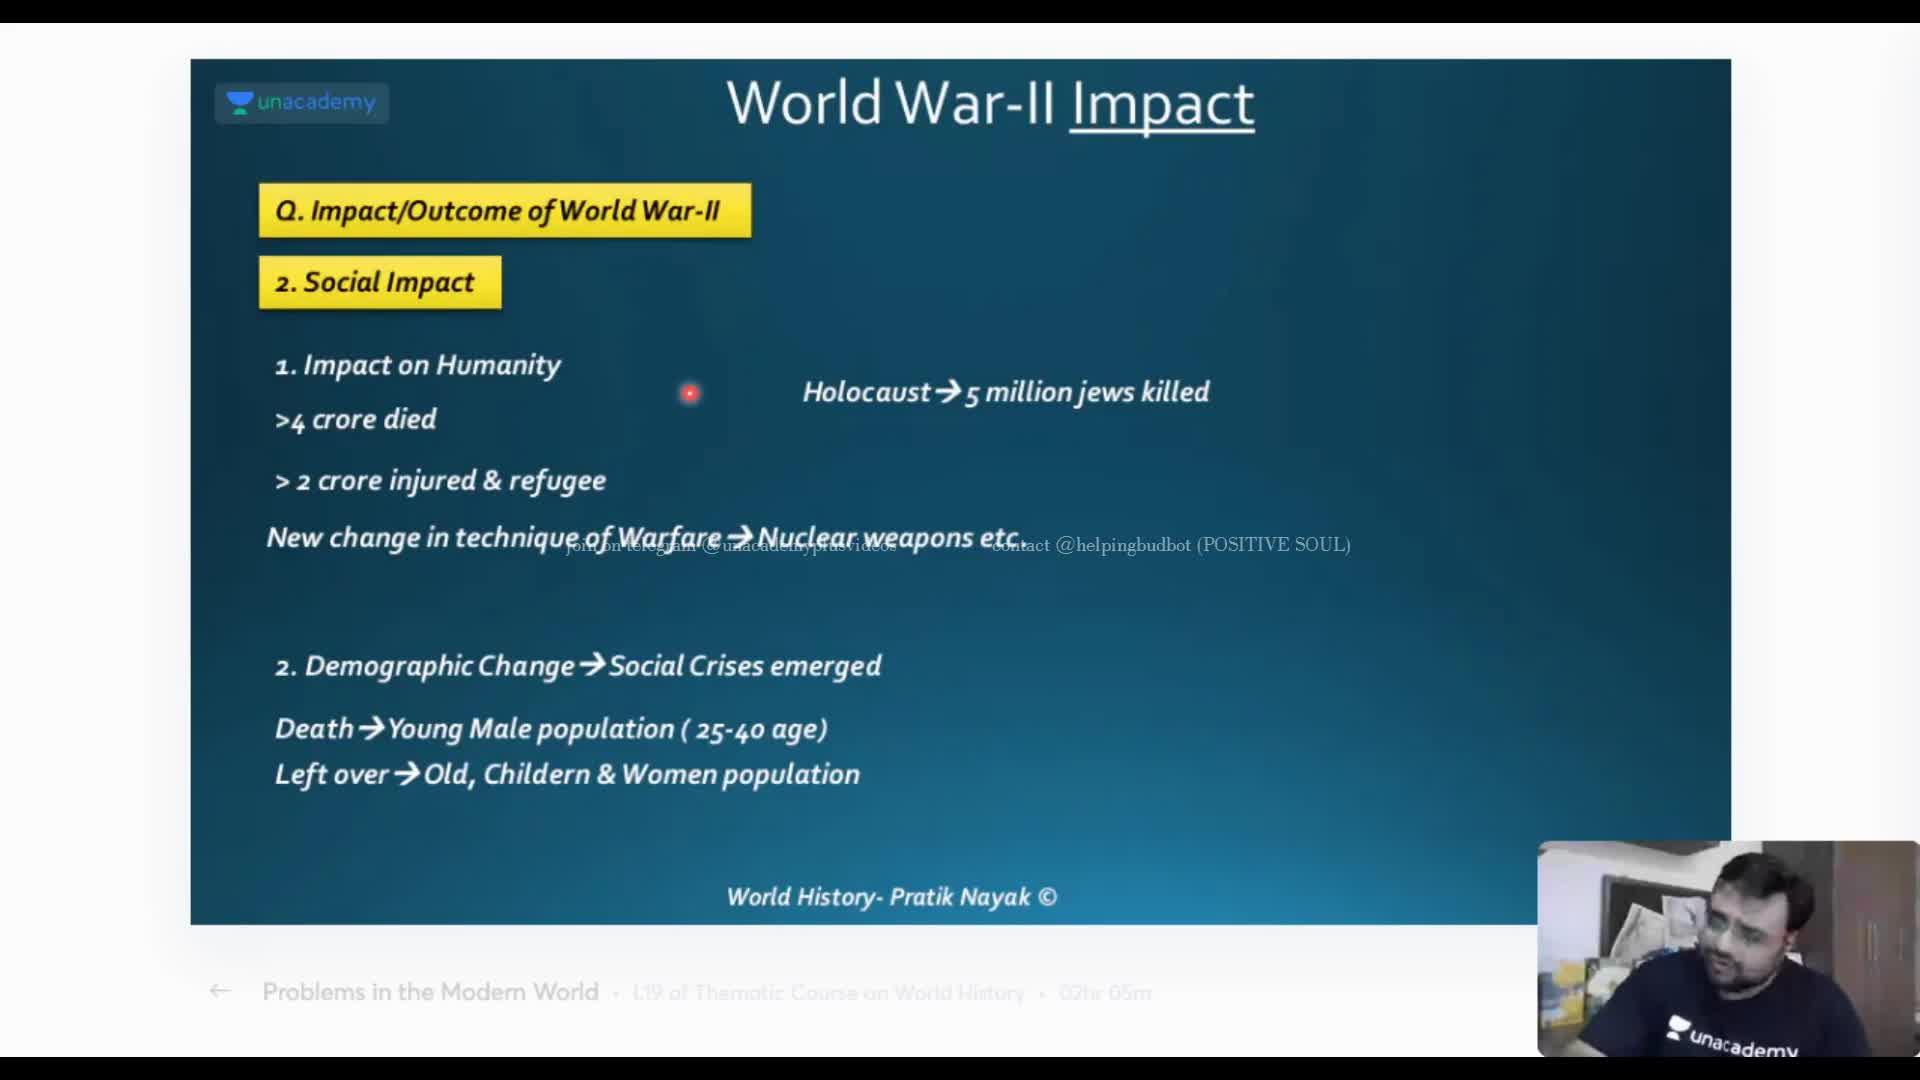 unacademy
World War-II Impact
Q. Impact/Outcome of World War-II
2. Social Impact
1. Impact on Humanity
Holocaust→5 million jews killed
>4 crore died
> 2 crore injured & refugee
New change in technique of Warfare→Nuclear weapons etc.
join on telegram @unacademyplusvideos contact @helpingbudbot (POSITIVE SOUL)
2. Demographic Change→Social Crises emerged
Death→Young Male population ( 25-40 age)
Left over→Old, Childern & Women population
World History- Pratik Nayak ©
← Problems in the Modern World • L19 of Thematic Course on World History • 02hr 05m
unacademy